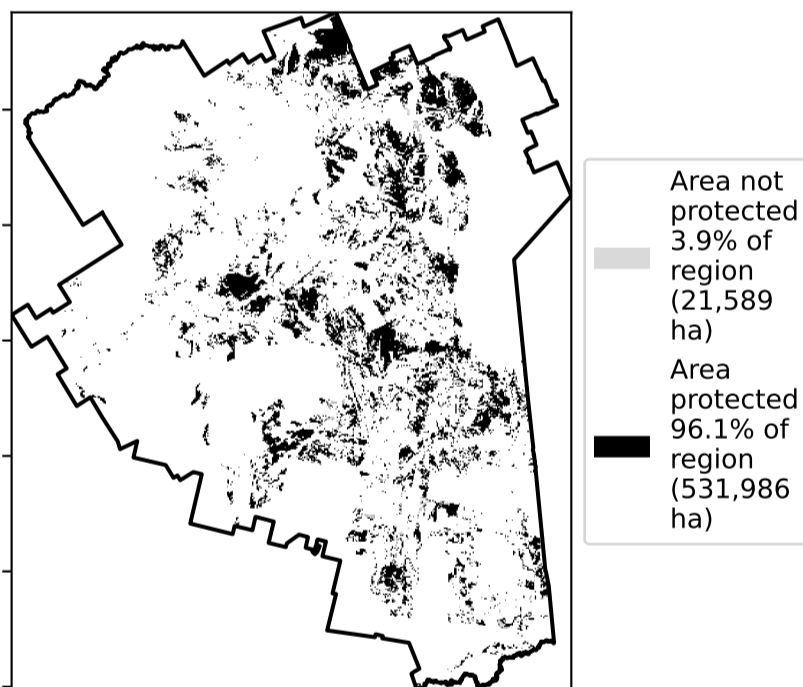 Area not
protected
3.9% of
region
(21,589
ha)
Area
protected
96.1% of
region
(531,986
ha)